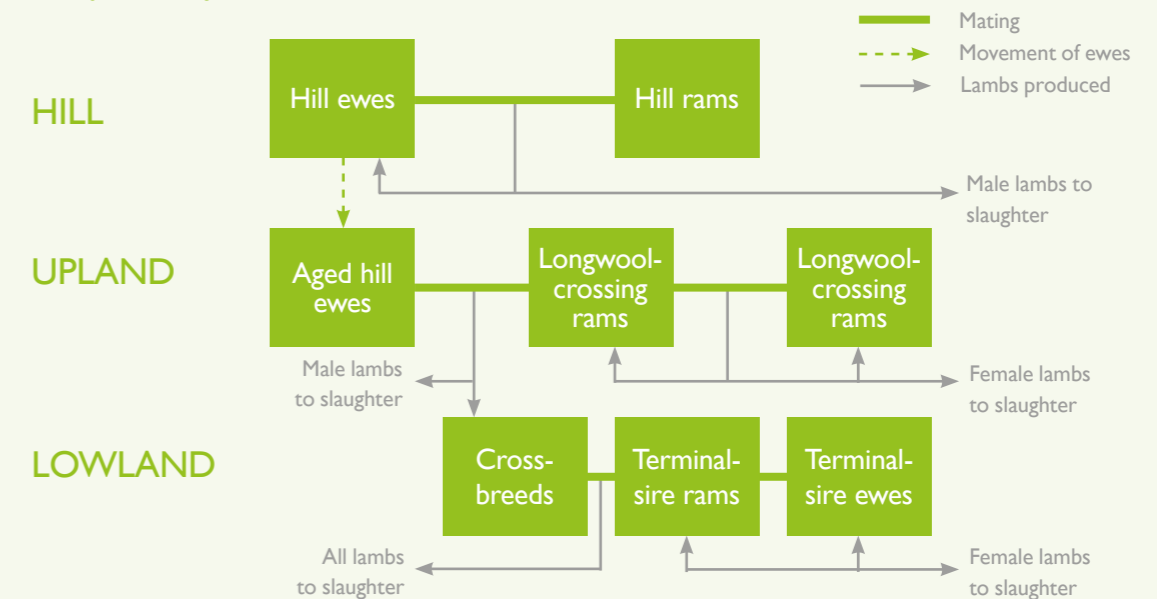 Mating
Movement of ewes
Lambs produced
HILL
Hill ewes
Hill rams
Male lambs to
slaughter
UPLAND
Aged hill
ewes
Longwool-
crossing
rams
Longwool-
crossing
rams
Male lambs
to slaughter
Female lambs
to slaughter
LOWLAND
Cross-
breeds
Terminal-
sire rams
Terminal-
sire ewes
All lambs
to slaughter
Female lambs
to slaughter